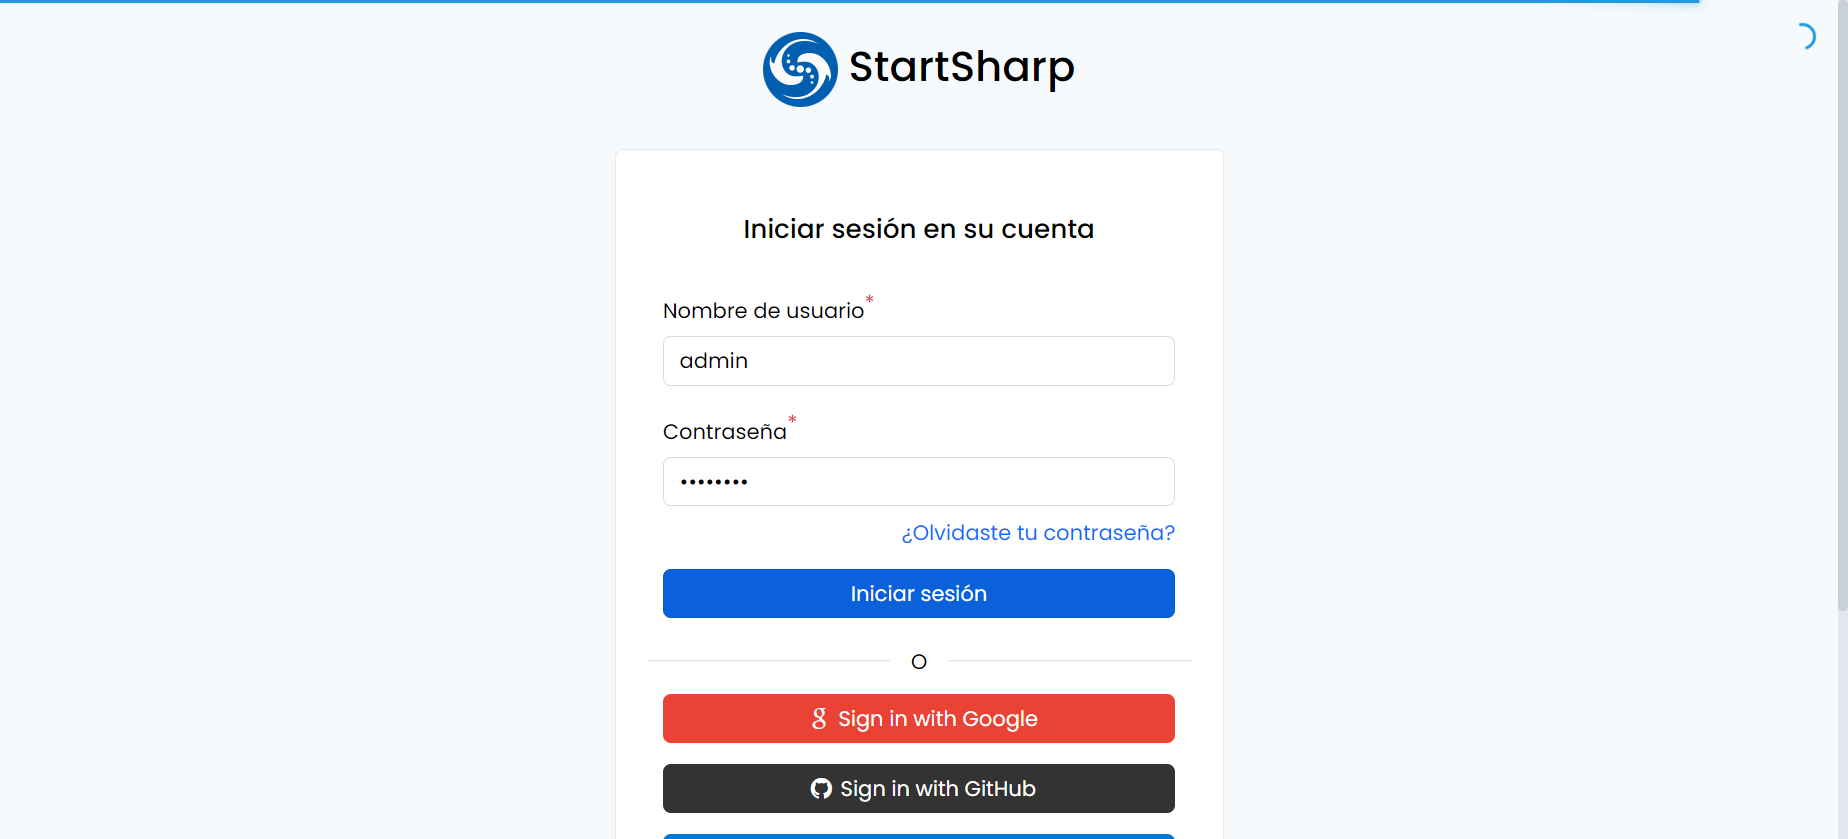 StartSharp
Iniciar sesión en su cuenta
Nombre de usuario*
admin
Contraseña*
••••••••
¿Olvidaste tu contraseña?
Iniciar sesión
O
Sign in with Google
Sign in with GitHub